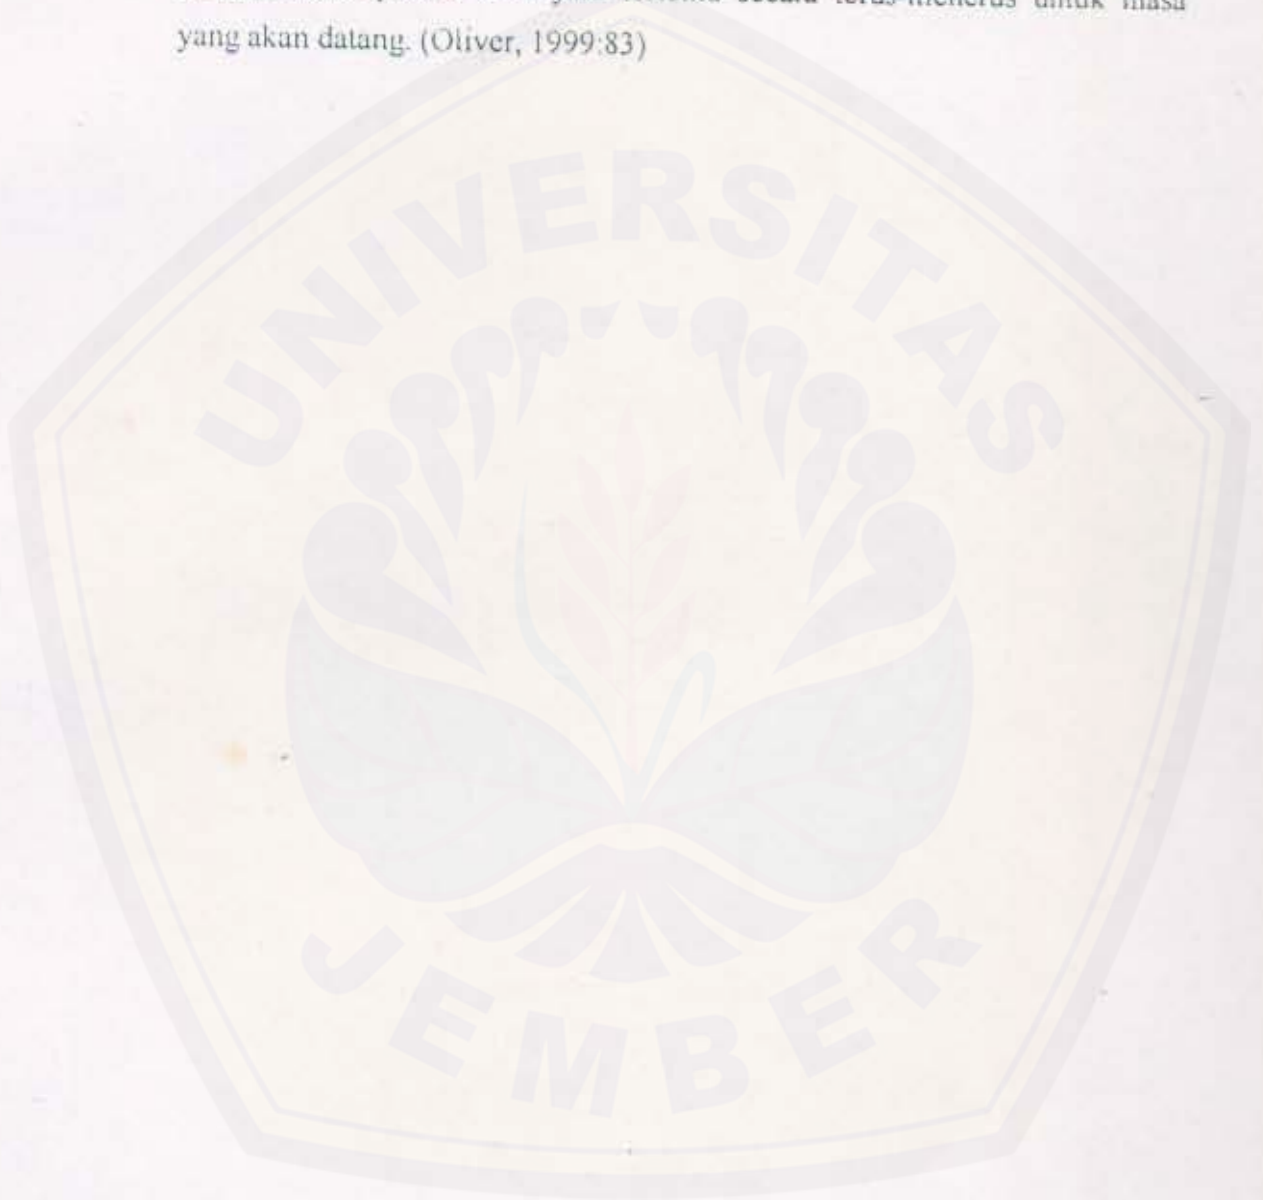 secara terus-menerus untuk masa
yang akan datang. (Oliver, 1999:83)
UNIVERSITAS
JEMBER